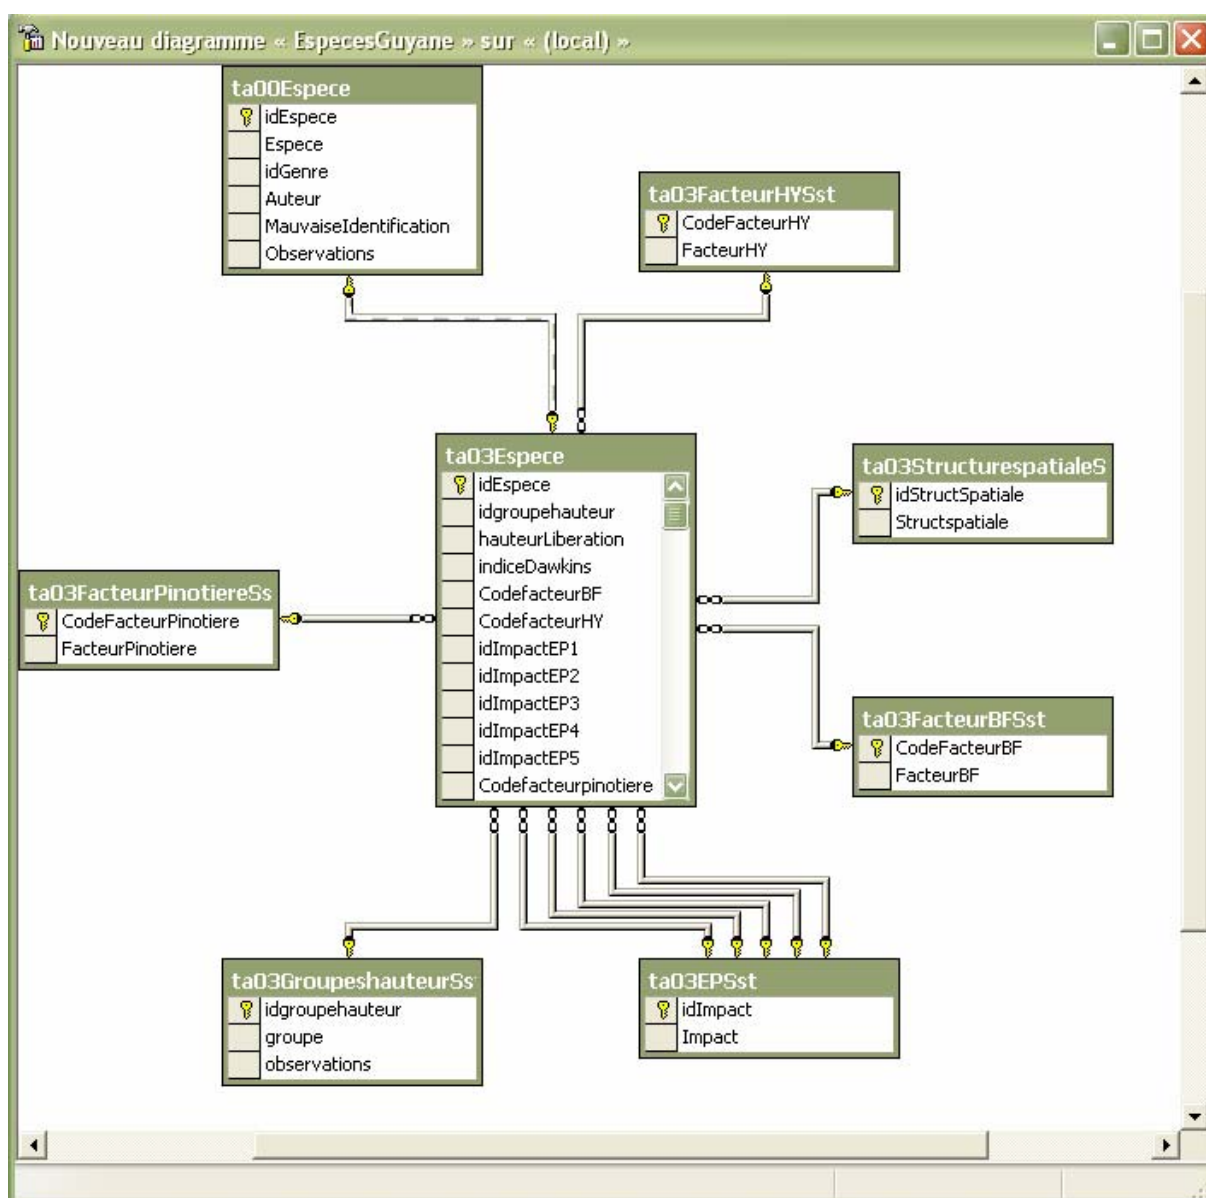 Nouveau diagramme « EspecesGuyane » sur « (local) »
ta00Espece
idEspece
Espece
idGenre
Auteur
MauvaiseIdentification
Observations
ta03FacteurHYSst
CodeFacteurHY
FacteurHY
ta03Espece
idEspece
idgroupehauteur
hauteurLiberation
indiceDawkins
CodefacteurBF
CodefacteurHY
idImpactEP1
idImpactEP2
idImpactEP3
idImpactEP4
idImpactEP5
Codefacteurpinotiere
ta03StructurespatialeS
idStructSpatiale
Structspatiale
ta03FacteurPinotiereSs
CodeFacteurPinotiere
FacteurPinotiere
ta03FacteurBFSst
CodeFacteurBF
FacteurBF
ta03GroupeshauteurSs
idgroupehauteur
groupe
observations
ta03EPSst
idImpact
Impact